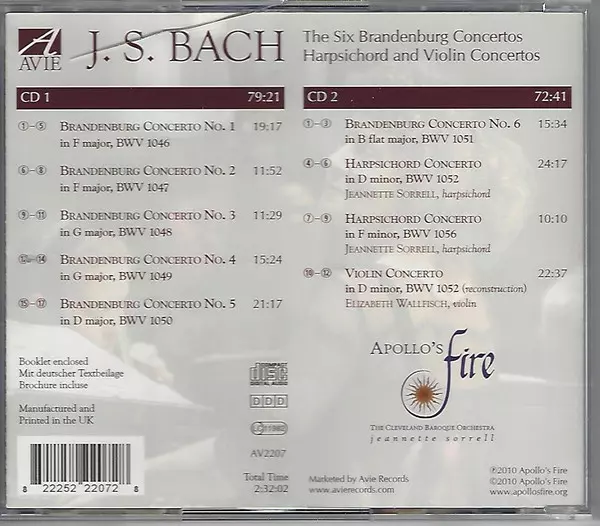 A
AVIE
J. S. BACH
The Six Brandenburg Concertos
Harpsichord and Violin Concertos
CD 1 79:21
①-⑤ BRANDENBURG CONCERTO NO. 1 19:17
in F major, BWV 1046
⑥-⑧ BRANDENBURG CONCERTO NO. 2 11:52
in F major, BWV 1047
⑨-⑪ BRANDENBURG CONCERTO NO. 3 11:29
in G major, BWV 1048
⑫-⑭ BRANDENBURG CONCERTO NO. 4 15:24
in G major, BWV 1049
⑮-⑰ BRANDENBURG CONCERTO NO. 5 21:17
in D major, BWV 1050
CD 2 72:41
①-③ BRANDENBURG CONCERTO NO. 6 15:34
in B flat major, BWV 1051
④-⑥ HARPSICHORD CONCERTO 24:17
in D minor, BWV 1052
JEANNETTE SORRELL, harpsichord
⑦-⑨ HARPSICHORD CONCERTO 10:10
in F minor, BWV 1056
JEANNETTE SORRELL, harpsichord
⑩-⑫ VIOLIN CONCERTO 22:37
in D minor, BWV 1052 (reconstruction)
ELIZABETH WALLFISCH, violin
Booklet enclosed
Mit deutscher Textbeilage
Brochure incluse
Manufactured and
Printed in the UK
8 22252 22072 8
COMPACT
disc
DIGITAL AUDIO
DDD
AV2207
Total Time
2:32:02
APOLLO'S
fire
THE CLEVELAND BAROQUE ORCHESTRA
jeannette sorrell
Marketed by Avie Records
www.avierecords.com
℗2010 Apollo's Fire
©2010 Apollo's Fire
www.apollosfire.org